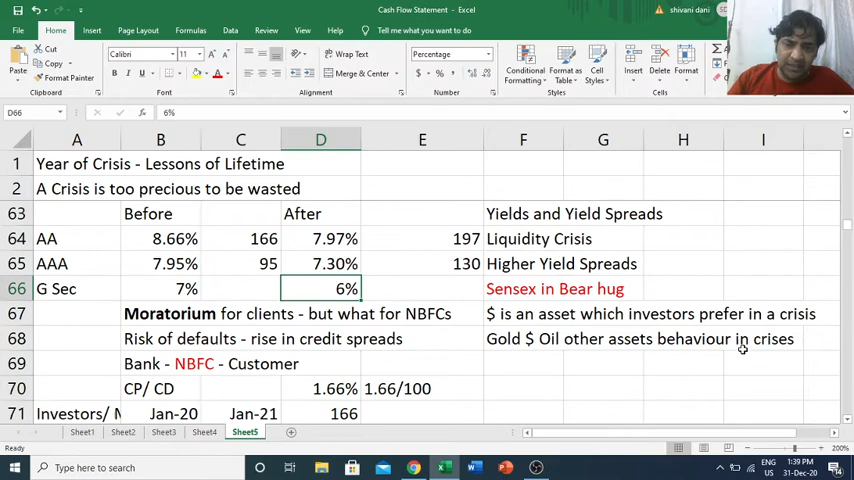 Cash Flow Statement - Excel
shivani dani
File Home Insert Page Layout Formulas Data Review View Help Tell me what you want to do
Paste Cut Copy Format Painter
Calibri 11 Wrap Text Merge & Center Percentage
Conditional Formatting Format as Table Cell Styles Insert Delete Format
Clipboard Font Alignment Number Styles Cells
D66 fx 6%
A B C D E F G H I
1 Year of Crisis - Lessons of Lifetime
2 A Crisis is too precious to be wasted
63 Before After Yields and Yield Spreads
64 AA 8.66% 166 7.97% 197 Liquidity Crisis
65 AAA 7.95% 95 7.30% 130 Higher Yield Spreads
66 G Sec 7% 6% Sensex in Bear hug
67 Moratorium for clients - but what for NBFCs $ is an asset which investors prefer in a crisis
68 Risk of defaults - rise in credit spreads Gold $ Oil other assets behaviour in crises
69 Bank - NBFC - Customer
70 CP/ CD 1.66% 1.66/100
71 Investors/ Jan-20 Jan-21 166
Sheet1 Sheet2 Sheet3 Sheet4 Sheet5
Ready 200%
Type here to search ENG US 1:39 PM 31-Dec-20 14